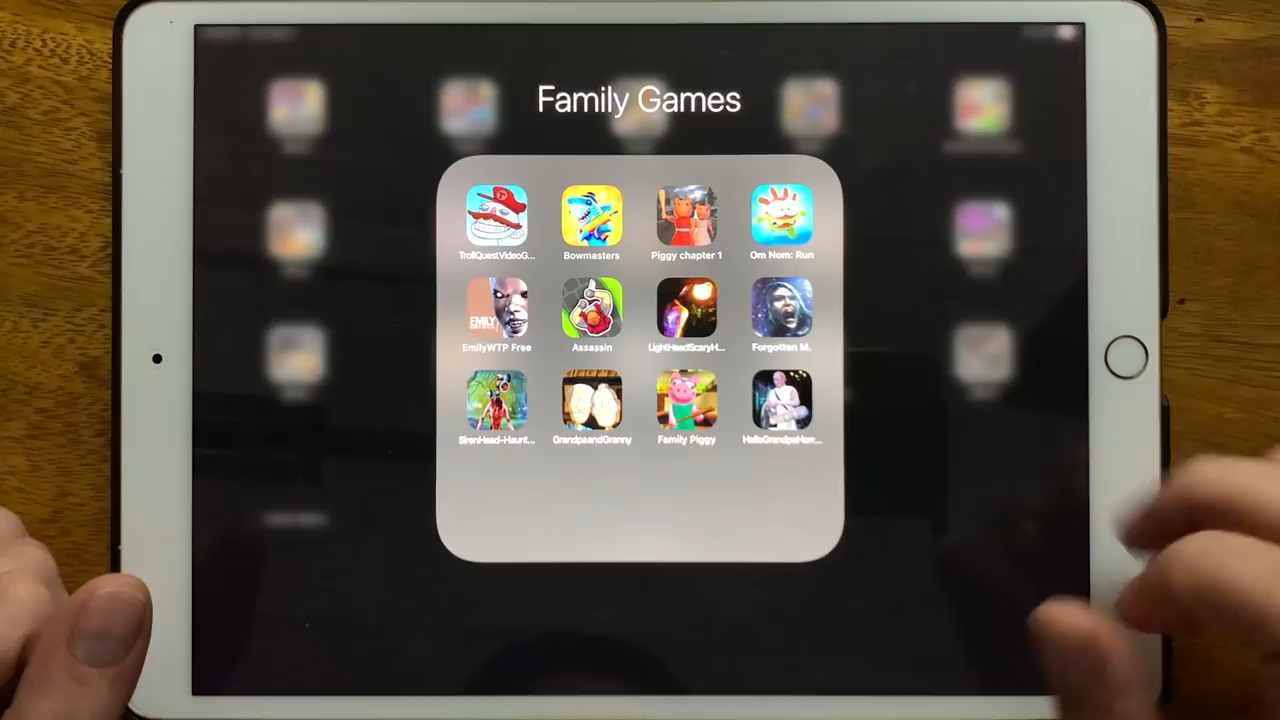 Family Games
TrollQuestVideoG...
Bowmasters
Piggy chapter 1
Om Nom: Run
EMILY
EmilyWTP Free
Assassin
LightHeadScaryH...
Forgotten M.
SirenHead-Haunt...
GrandpaandGranny
Family Piggy
HelloGrandpaHorr...